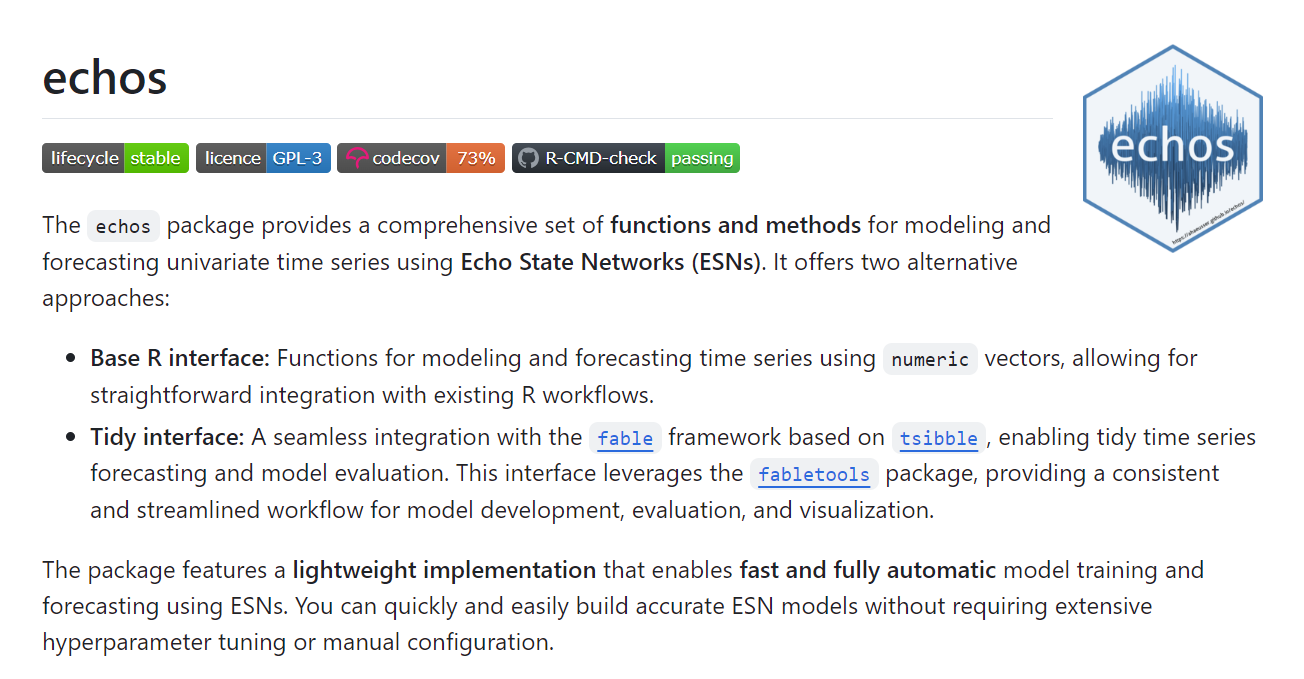 echos
echos
lifecycle stable licence GPL-3 codecov 73% R-CMD-check passing
The echos package provides a comprehensive set of functions and methods for modeling and
forecasting univariate time series using Echo State Networks (ESNs). It offers two alternative
approaches:
Base R interface: Functions for modeling and forecasting time series using numeric vectors, allowing for
straightforward integration with existing R workflows.
Tidy interface: A seamless integration with the fable framework based on tsibble, enabling tidy time series
forecasting and model evaluation. This interface leverages the fabletools package, providing a consistent
and streamlined workflow for model development, evaluation, and visualization.
The package features a lightweight implementation that enables fast and fully automatic model training and
forecasting using ESNs. You can quickly and easily build accurate ESN models without requiring extensive
hyperparameter tuning or manual configuration.